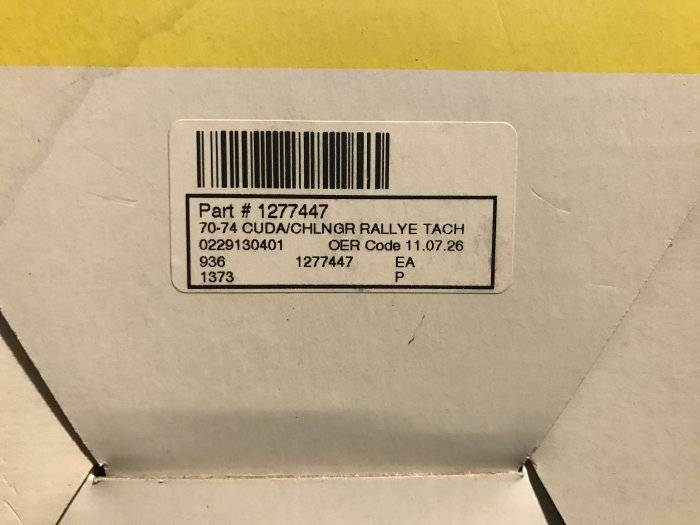 Part # 1277447
70-74 CUDA/CHLNGR RALLYE TACH
0229130401 OER Code 11.07.26
936 1277447 EA
1373 P